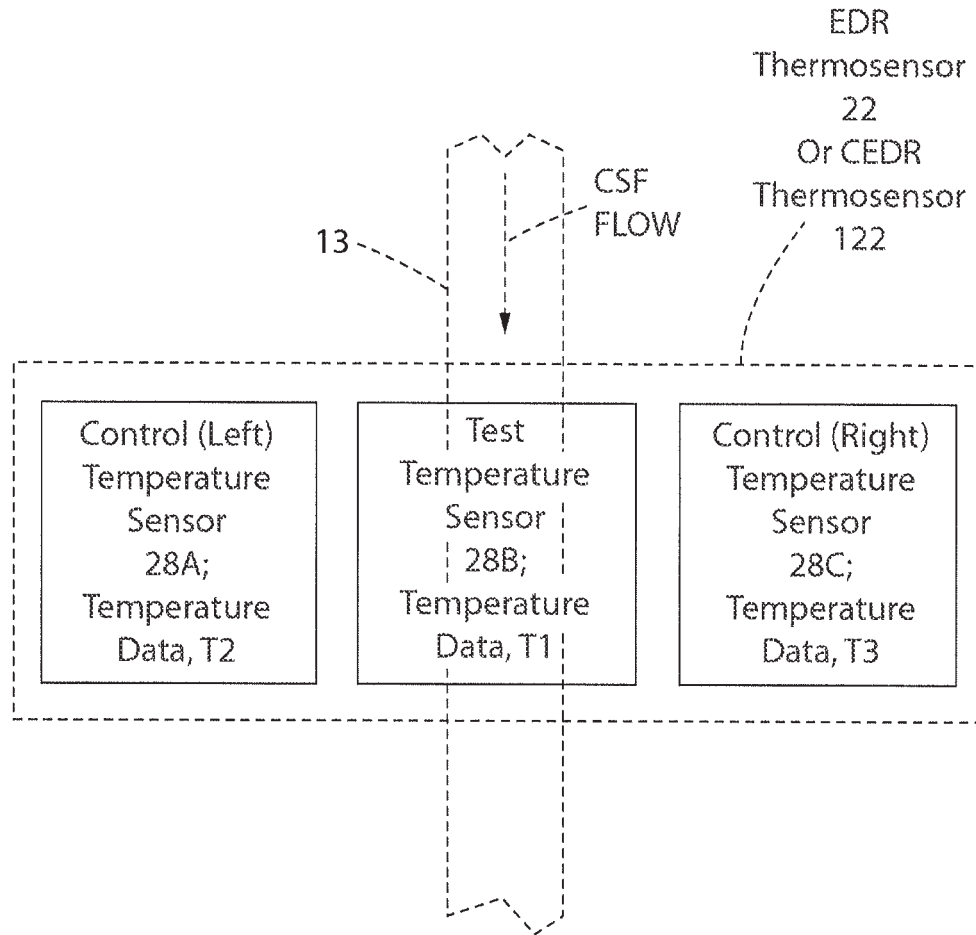 EDR
Thermosensor
22
Or CEDR
Thermosensor
122
CSF
FLOW
13
Control (Left)
Temperature
Sensor
28A;
Temperature
Data, T2
Test
Temperature
Sensor
28B;
Temperature
Data, T1
Control (Right)
Temperature
Sensor
28C;
Temperature
Data, T3